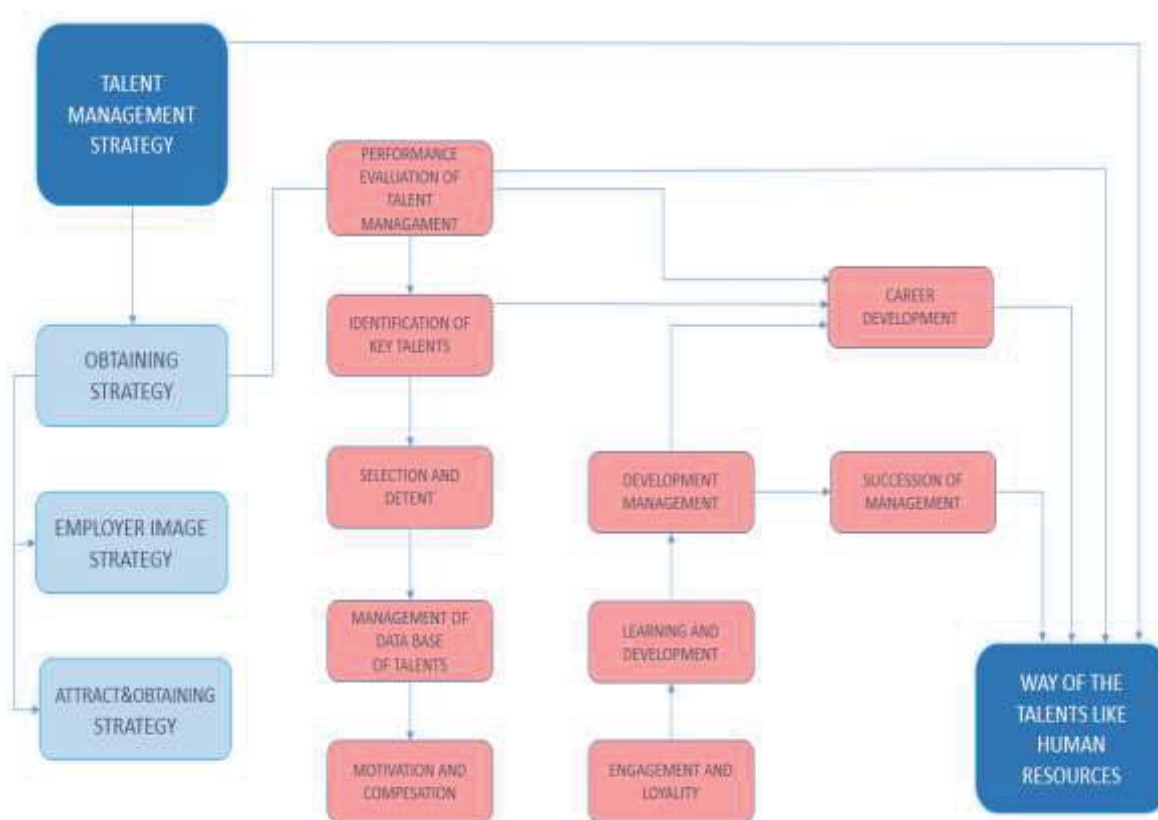 TALENT
MANAGEMENT
STRATEGY
PERFORMANCE
EVALUATION OF
TALENT
MANAGAMENT
OBTAINING
STRATEGY
IDENTIFICATION OF
KEY TALENTS
CAREER
DEVELOPMENT
EMPLOYER IMAGE
STRATEGY
SELECTION AND
DETENT
DEVELOPMENT
MANAGEMENT
SUCCESSION OF
MANAGEMENT
ATTRACT&OBTAINING
STRATEGY
MANAGEMENT OF
DATA BASE
OF TALENTS
LEARNING AND
DEVELOPMENT
MOTIVATION AND
COMPESATION
ENGAGEMENT AND
LOYALITY
WAY OF THE
TALENTS LIKE
HUMAN
RESOURCES